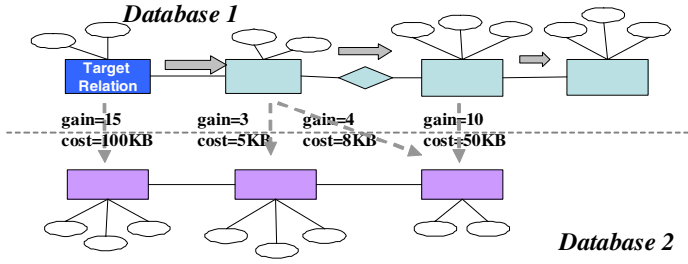 Database 1
Target
Relation
gain=15
cost=100KB
gain=3
cost=5KB
gain=4
cost=8KB
gain=10
cost=50KB
Database 2